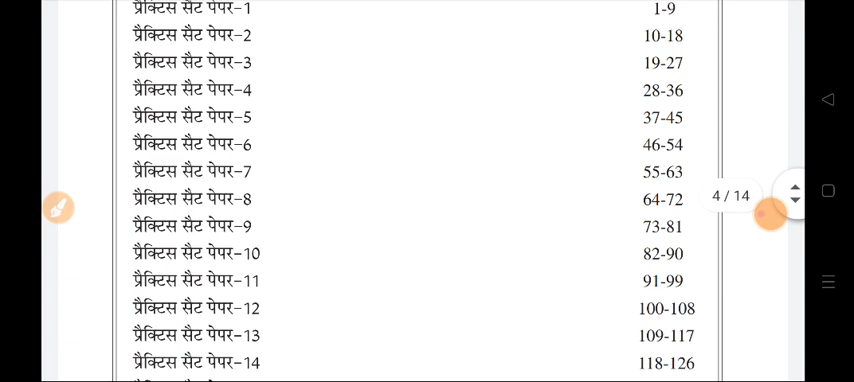 प्रैक्टिस सैट पेपर-1 1-9
प्रैक्टिस सैट पेपर-2 10-18
प्रैक्टिस सैट पेपर-3 19-27
प्रैक्टिस सैट पेपर-4 28-36
प्रैक्टिस सैट पेपर-5 37-45
प्रैक्टिस सैट पेपर-6 46-54
प्रैक्टिस सैट पेपर-7 55-63
प्रैक्टिस सैट पेपर-8 64-72
4 / 14
प्रैक्टिस सैट पेपर-9 73-81
प्रैक्टिस सैट पेपर-10 82-90
प्रैक्टिस सैट पेपर-11 91-99
प्रैक्टिस सैट पेपर-12 100-108
प्रैक्टिस सैट पेपर-13 109-117
प्रैक्टिस सैट पेपर-14 118-126